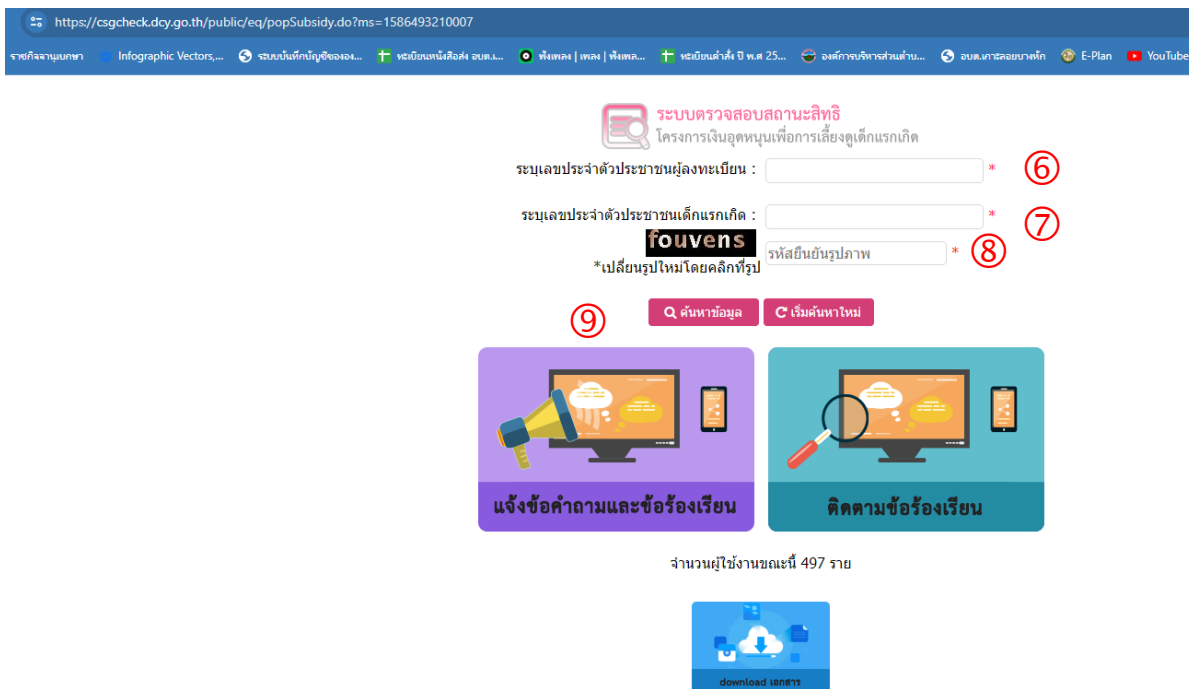 https://csgcheck.dcy.go.th/public/eq/popSubsidy.do?ms=1586493210007
ราชกิจจานุเบกษา Infographic Vectors,... ระบบบันทึกบัญชีขององ... ทะเบียนหนังสือส่ง อบต.เ... ฟังเพลง | เพลง | ฟังเพล... ทะเบียนคำสั่ง ปี พ.ศ 25... องค์การบริหารส่วนตำบ... อบต.เกาะลอยบางหัก E-Plan YouTube
ระบบตรวจสอบสถานะสิทธิ
โครงการเงินอุดหนุนเพื่อการเลี้ยงดูเด็กแรกเกิด
ระบุเลขประจำตัวประชาชนผู้ลงทะเบียน : * ⑥
ระบุเลขประจำตัวประชาชนเด็กแรกเกิด : * ⑦
fouvens รหัสยืนยันรูปภาพ * ⑧
*เปลี่ยนรูปใหม่โดยคลิกที่รูป
⑨ ค้นหาข้อมูล เริ่มค้นหาใหม่
แจ้งข้อคำถามและข้อร้องเรียน ติดตามข้อร้องเรียน
จำนวนผู้ใช้งานขณะนี้ 497 ราย
download เอกสาร